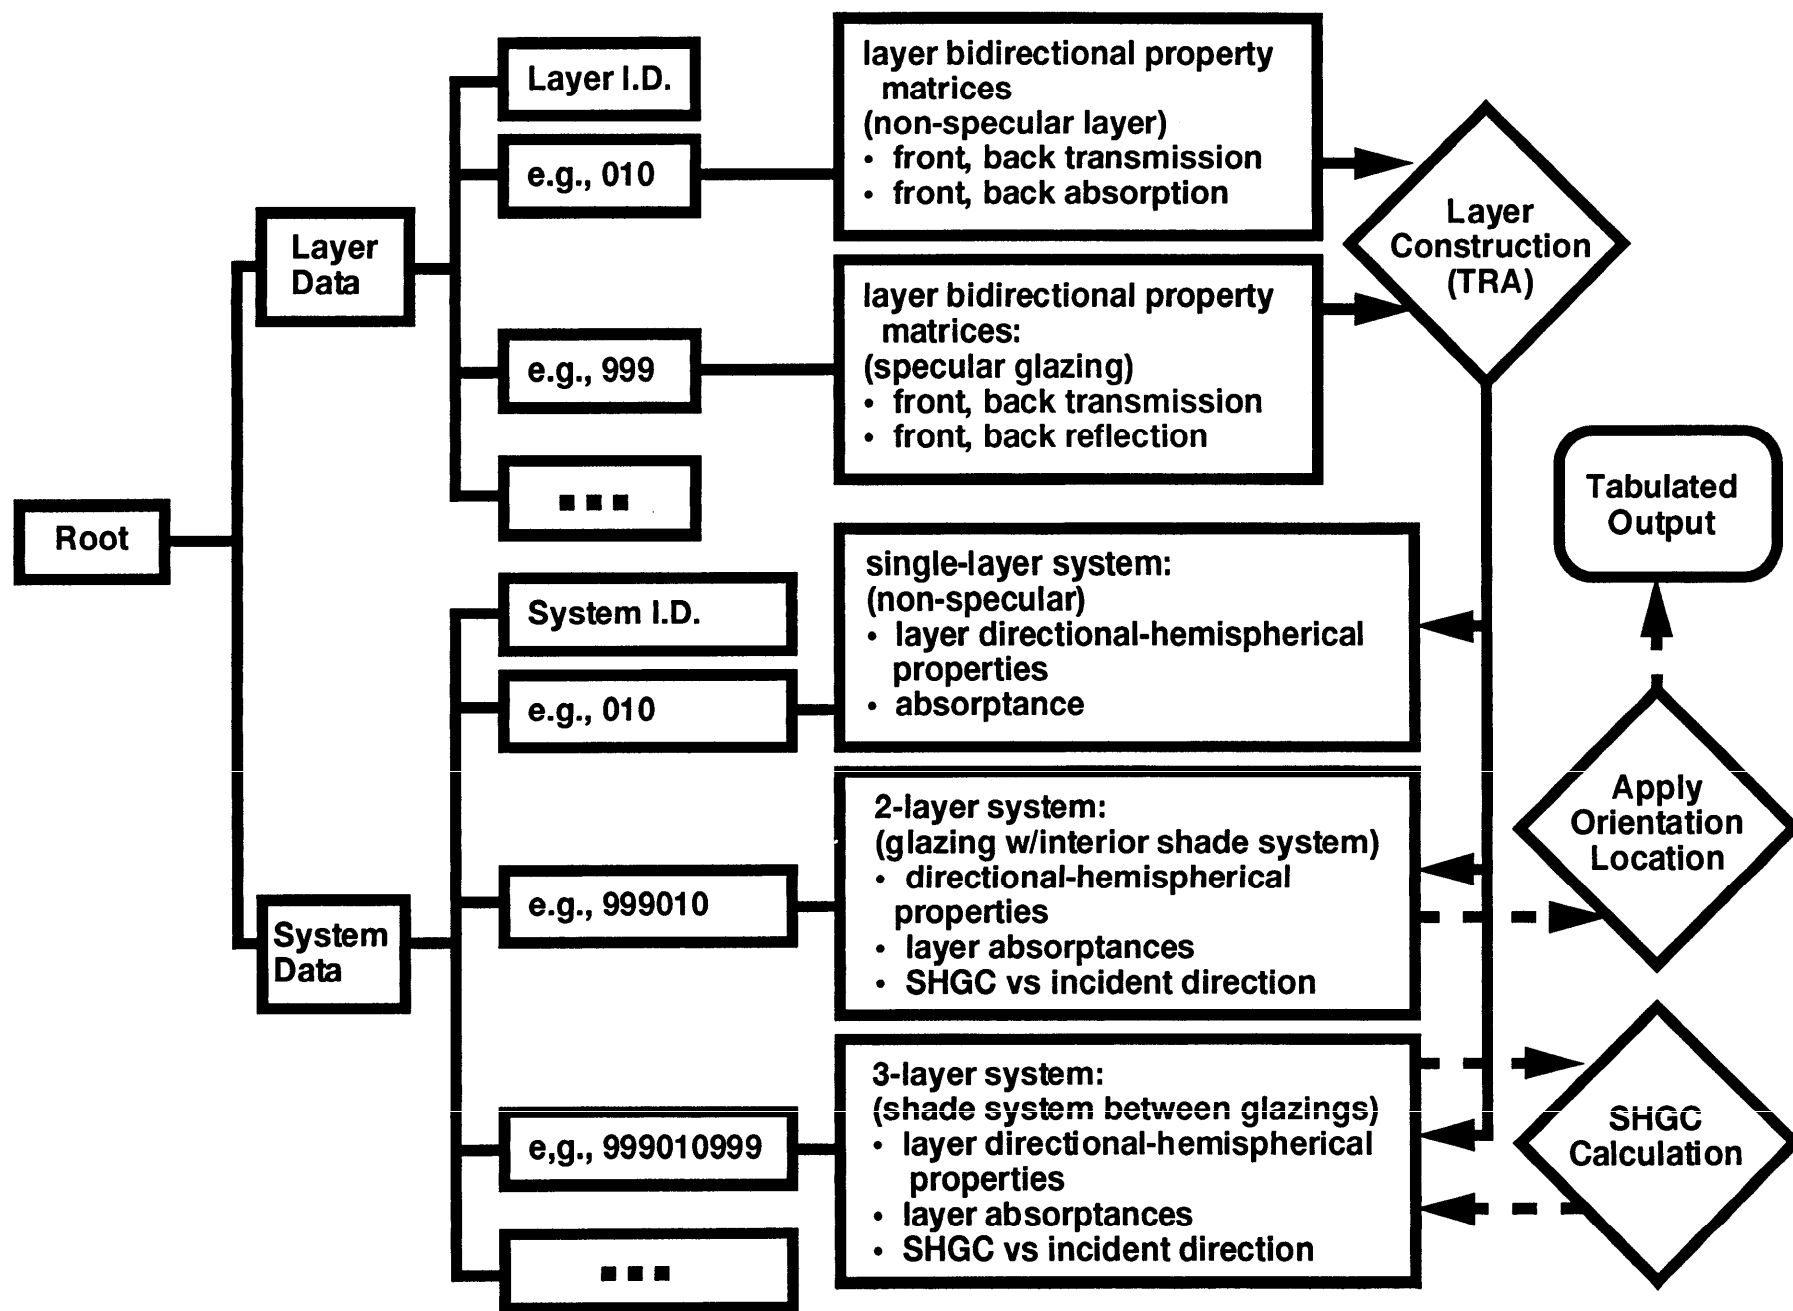 Root
Layer
Data
System
Data
Layer I.D.
e.g., 010
e.g., 999
System I.D.
e.g., 010
e.g., 999010
e,g., 999010999
layer bidirectional property
matrices
(non-specular layer)
• front, back transmission
• front, back absorption
layer bidirectional property
matrices:
(specular glazing)
• front, back transmission
• front, back reflection
single-layer system:
(non-specular)
• layer directional-hemispherical
properties
• absorptance
2-layer system:
(glazing w/interior shade system)
• directional-hemispherical
properties
• layer absorptances
• SHGC vs incident direction
3-layer system:
(shade system between glazings)
• layer directional-hemispherical
properties
• layer absorptances
• SHGC vs incident direction
Layer
Construction
(TRA)
Tabulated
Output
Apply
Orientation
Location
SHGC
Calculation